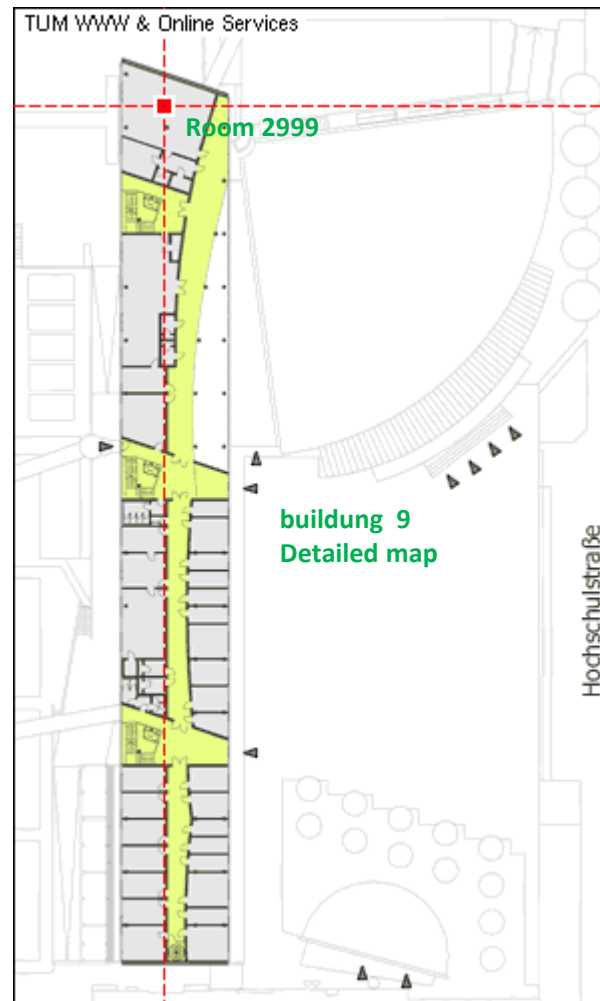 TUM WWW & Online Services
Room 2999
buildung 9
Detailed map
Hochschulstraße